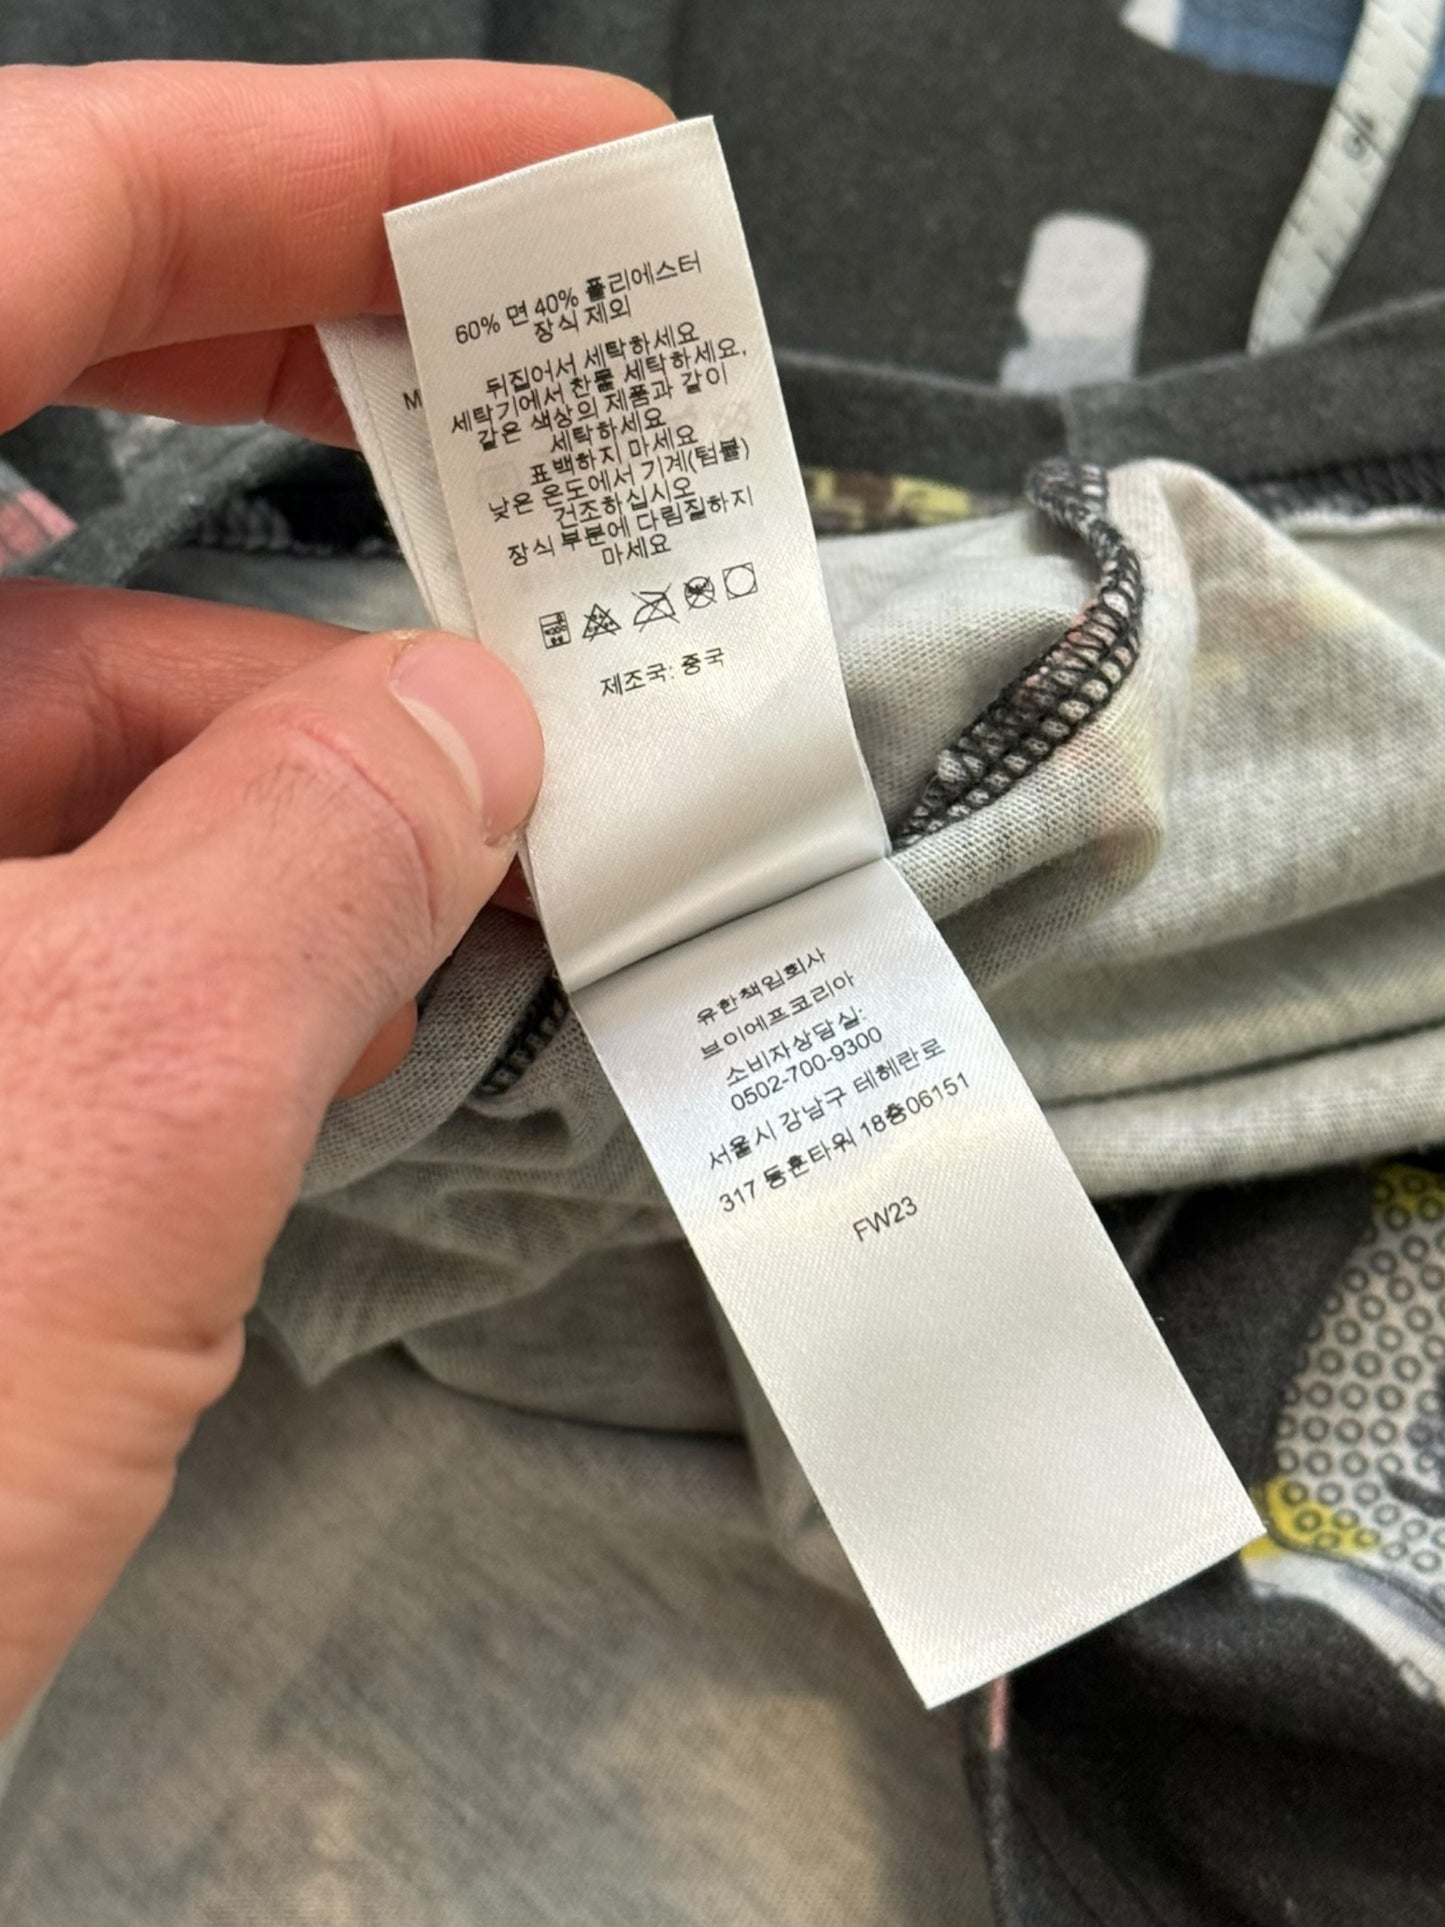 60% 면 40% 폴리에스터
장식 제외
뒤집어서 세탁하세요
세탁기에서 찬물 세탁하세요,
같은 색상의 제품과 같이
세탁하세요
표백하지 마세요
낮은 온도에서 기계(텀블)
건조하십시오
장식 부분에 다림질하지
마세요
제조국: 중국
M
유한책임회사
브이에프코리아
소비자상담실:
0502-700-9300
서울시 강남구 테헤란로
317 동훈타워 18층06151
FW23